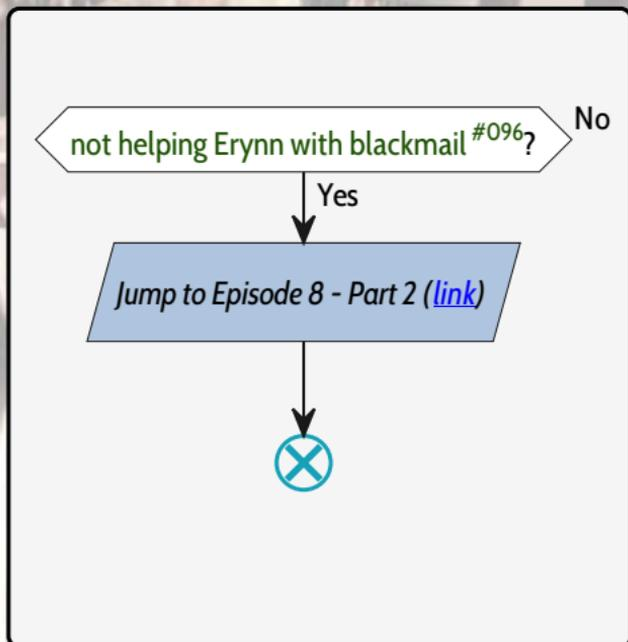 not helping Erynn with blackmail #096?
No
Yes
Jump to Episode 8 - Part 2 (link)